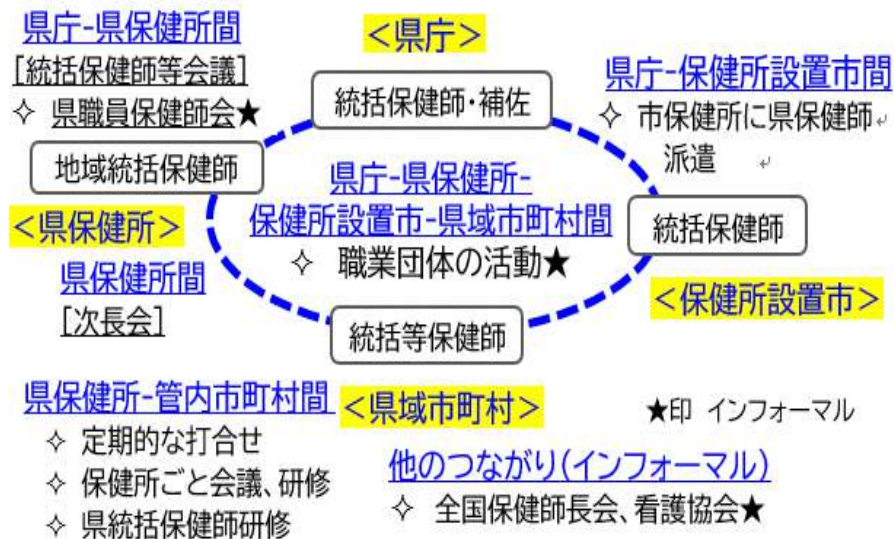 県庁-県保健所間
[統括保健師等会議]
✧ 県職員保健師会★
地域統括保健師
<県保健所>
県保健所間
[次長会]
<県庁>
統括保健師・補佐
県庁-県保健所-
保健所設置市-県域市町村間
✧ 職業団体の活動★
統括等保健師
<県域市町村>
県庁-保健所設置市間
✧ 市保健所に県保健師↵
派遣 ↵
統括保健師
<保健所設置市>
県保健所-管内市町村間
✧ 定期的な打合せ
✧ 保健所ごと会議、研修
✧ 県統括保健師研修
★印 インフォーマル
他のつながり(インフォーマル)
✧ 全国保健師長会、看護協会★